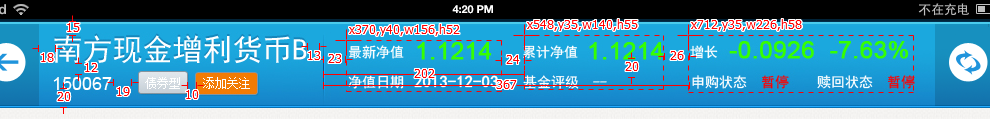 d 4:20 PM 不在充电
x370,y40,w156,h52 x548,y35,w140,h55 x712,y35,w226,h58
15
南方现金增利货币B 13 23 最新净值 1.1214 24 累计净值 1.1214 26 增长 -0.0926 -7.63%
18 12 202 20
150067 19 债券型 10 添加关注 净值日期 2013-12-03 367 基金评级 -- 申购状态 暂停 赎回状态 暂停
20